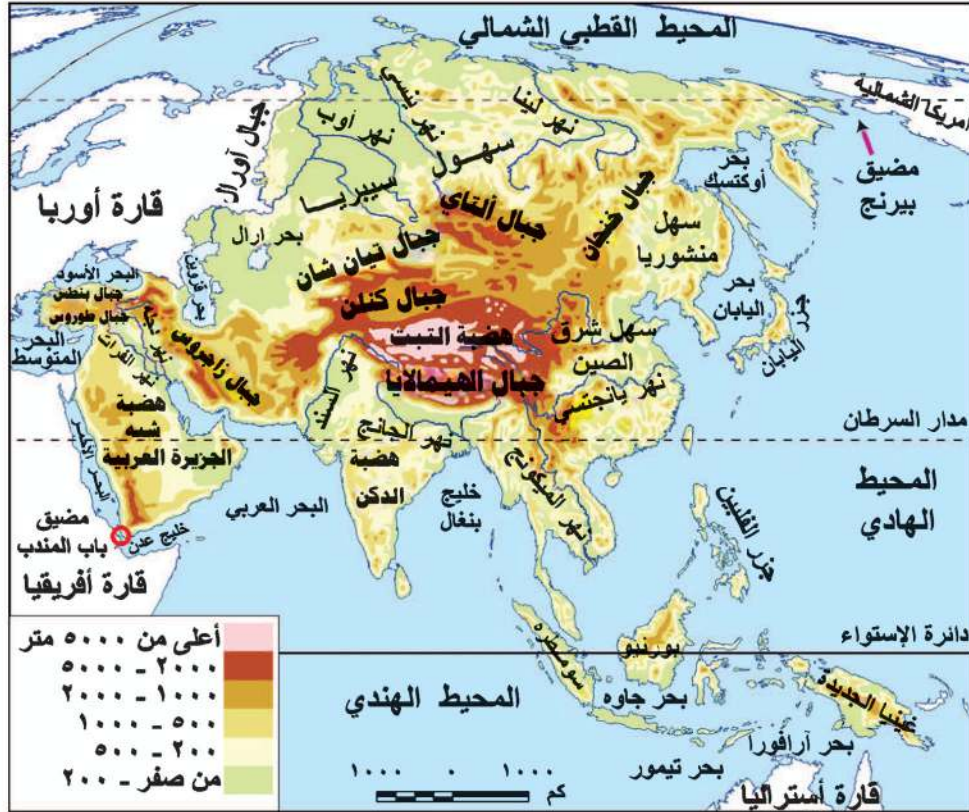 المحيط القطبي الشمالي
امريكا الشمالية
مضيق
بيرنج
نهر لينا
نهر ينسي
نهر أوب
جبال أورال
سهول
سيبريا
بحر
أوكتسك
قارة أوربا
جبال ألتاي
جبال خنجان
سهل
منشوريا
بحر أرال
جبال تيان شان
البحر الأسود
بحر قزوين
بحر
اليابان
جزر
اليابان
جبال بنطس
جبال طوروس
جبال كنلن
هضبة التبت
سهل شرق
الصين
البحر
المتوسط
نهر دجلة
نهر الفرات
جبال زاجروس
نهر السند
جبال الهيمالايا
نهر يانجتسي
هضبة
شبه
الجزيرة العربية
نهر الجانج
هضبة
الدكن
مدار السرطان
البحر الأحمر
نهر الميكونج
المحيط
الهادي
البحر العربي
خليج
بنغال
جزر الفلبين
مضيق
باب المندب
خليج عدن
قارة أفريقيا
أعلى من ٥٠٠٠ متر
٢٠٠٠ - ٥٠٠٠
١٠٠٠ - ٢٠٠٠
٥٠٠ - ١٠٠٠
٢٠٠ - ٥٠٠
من صفر - ٢٠٠
دائرة الإستواء
سومطره
بورنيو
غينيا الجديدة
المحيط الهندي
بحر جاوه
بحر آرافورا
بحر تيمور
١٠٠٠ ٠ ١٠٠٠
كم
قارة أستراليا